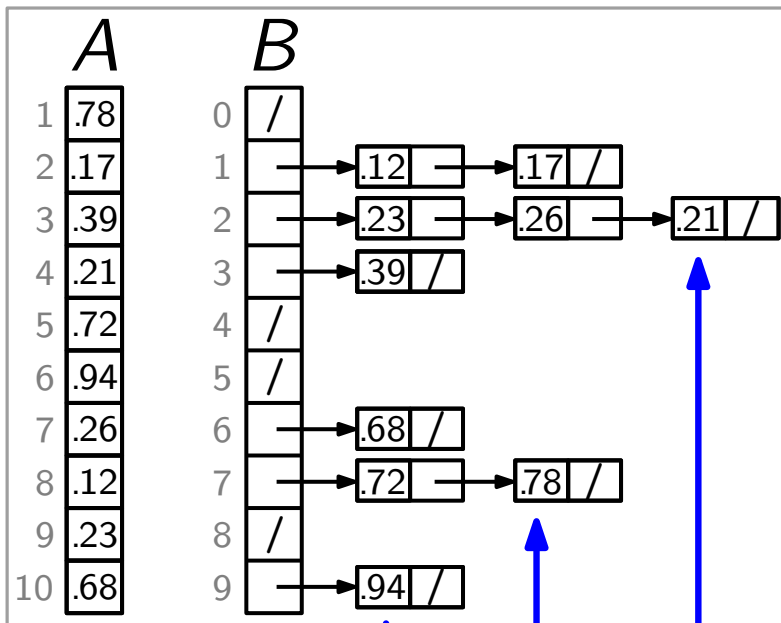 A B
1 .78 0 /
2 .17 1 .12 .17 /
3 .39 2 .23 .26 .21 /
4 .21 3 .39 /
5 .72 4 /
6 .94 5 /
7 .26 6 .68 /
8 .12 7 .72 .78 /
9 .23 8 /
10 .68 9 .94 /